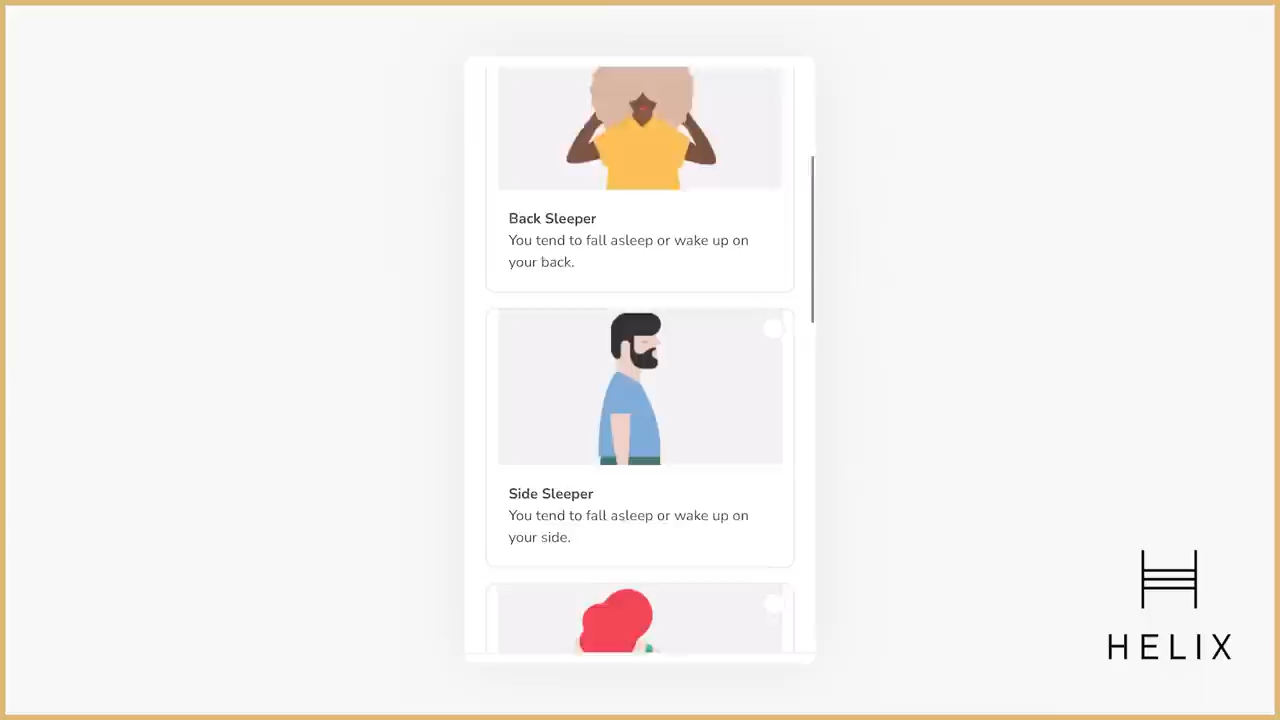 Back Sleeper
You tend to fall asleep or wake up on
your back.
Side Sleeper
You tend to fall asleep or wake up on
your side.
HELIX